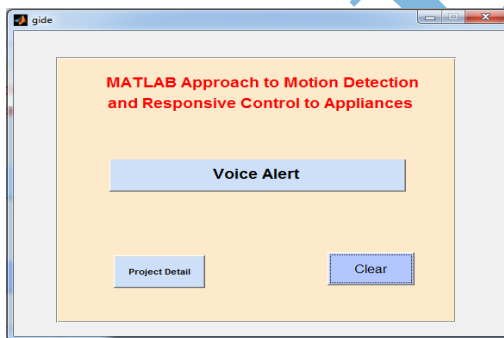 gide
MATLAB Approach to Motion Detection
and Responsive Control to Appliances
Voice Alert
Project Detail
Clear